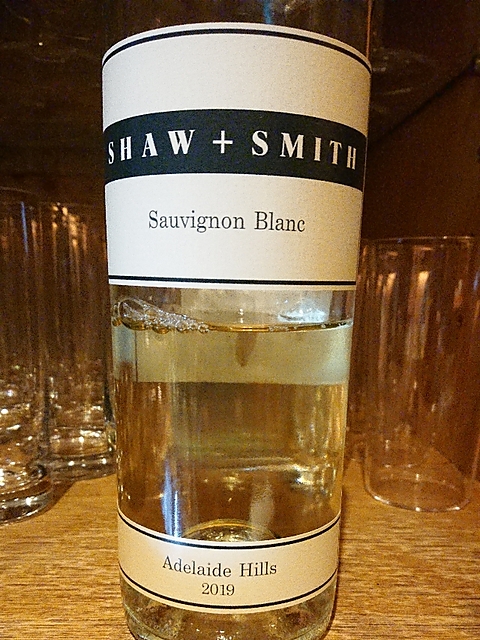 SHAW + SMITH
Sauvignon Blanc
Adelaide Hills
2019